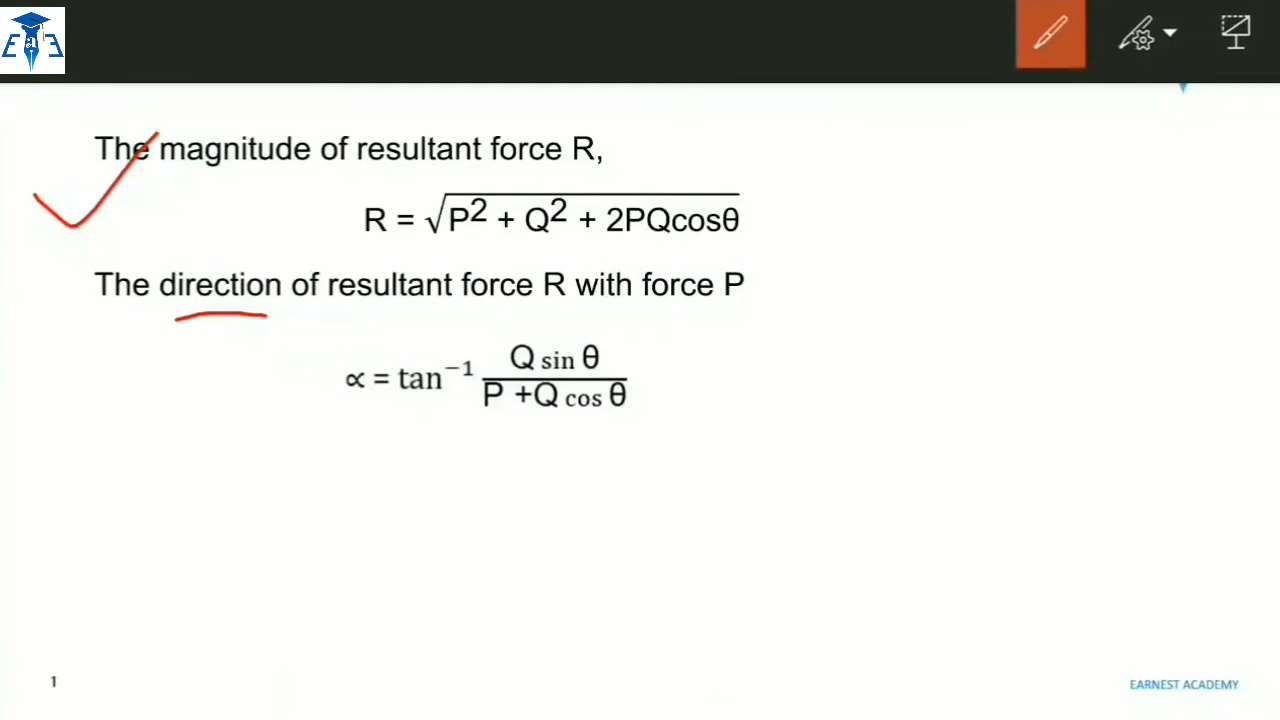 The magnitude of resultant force R,
R = √P² + Q² + 2PQcosθ
The direction of resultant force R with force P
∝ = tan⁻¹ Q sin θ
P +Q cos θ
1
EARNEST ACADEMY